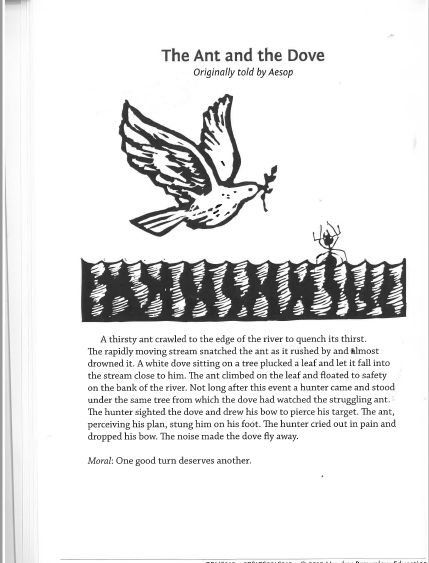 The Ant and the Dove
Originally told by Aesop
A thirsty ant crawled to the edge of the river to quench its thirst.
The rapidly moving stream snatched the ant as it rushed by and almost
drowned it. A white dove sitting on a tree plucked a leaf and let it fall into
the stream close to him. The ant climbed on the leaf and floated to safety
on the bank of the river. Not long after this event a hunter came and stood
under the same tree from which the dove had watched the struggling ant.
The hunter sighted the dove and drew his bow to pierce his target. The ant,
perceiving his plan, stung him on his foot. The hunter cried out in pain and
dropped his bow. The noise made the dove fly away.
Moral: One good turn deserves another.